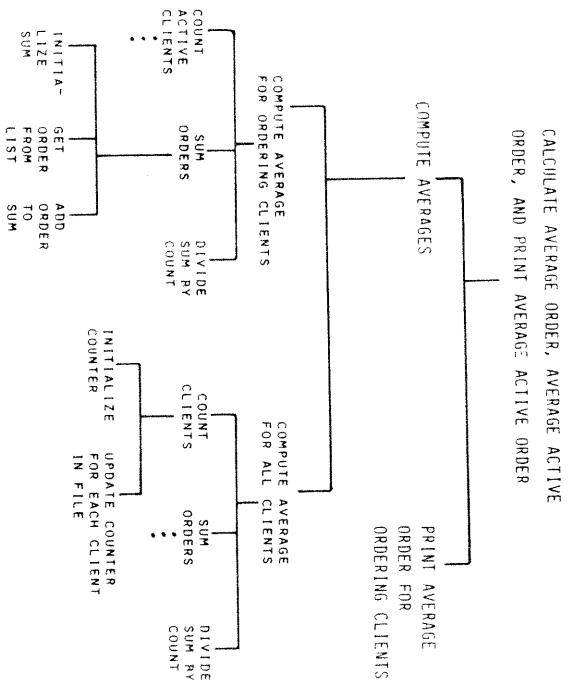 CALCULATE AVERAGE ORDER, AVERAGE ACTIVE
ORDER, AND PRINT AVERAGE ACTIVE ORDER
COMPUTE AVERAGES
PRINT AVERAGE
ORDER FOR
ORDERING CLIENTS
COMPUTE AVERAGE
FOR ORDERING CLIENTS
COMPUTE AVERAGE
FOR ALL CLIENTS
COUNT
ACTIVE
CLIENTS
...
SUM
ORDERS
DIVIDE
SUM BY
COUNT
COUNT
CLIENTS
SUM
ORDERS
...
DIVIDE
SUM BY
COUNT
INITIA-
LIZE
SUM
GET
ORDER
FROM
LIST
ADD
ORDER
TO
SUM
INITIALIZE
COUNTER
UPDATE COUNTER
FOR EACH CLIENT
IN FILE